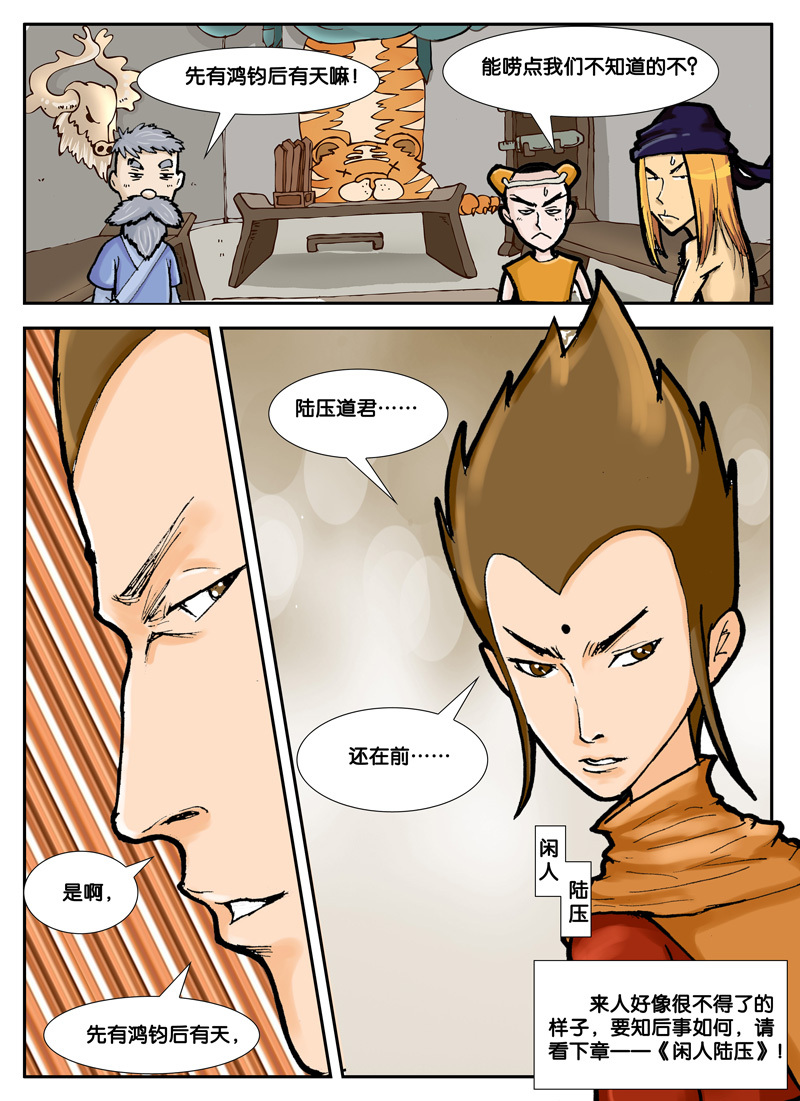 先有鸿钧后有天嘛！
能唠点我们不知道的不？
是啊，
先有鸿钧后有天，
陆压道君……
还在前……
闲人
陆压
来人好像很不得了的
样子，要知后事如何，请
看下章——《闲人陆压》！